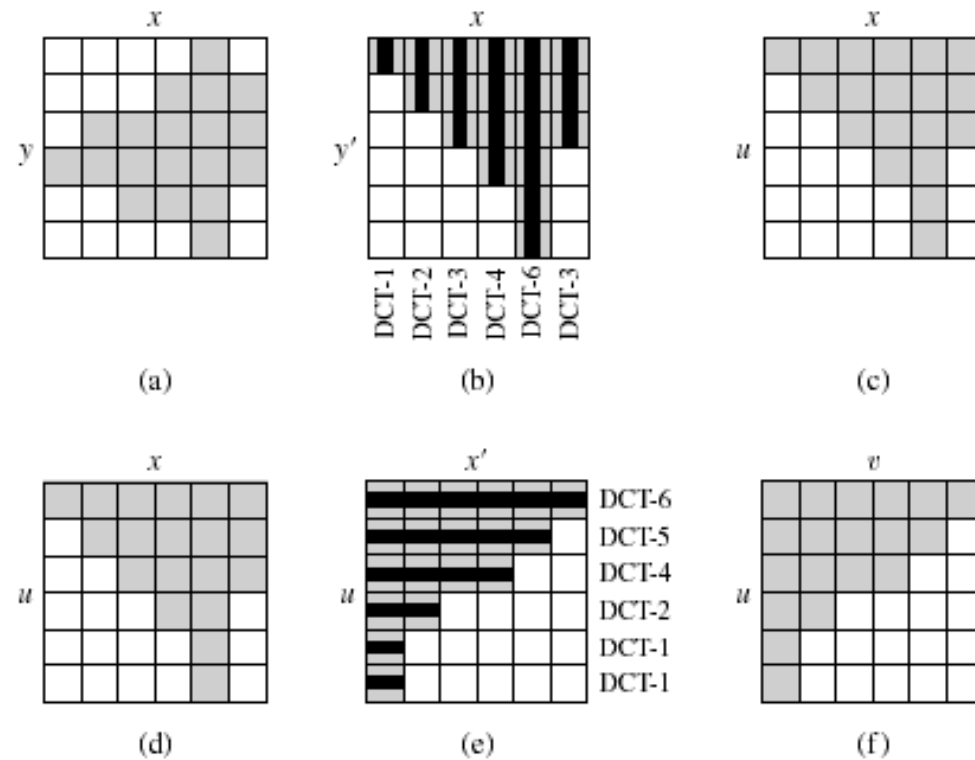 x
x
x
y
y′
u
DCT-1
DCT-2
DCT-3
DCT-4
DCT-6
DCT-3
(a)
(b)
(c)
x
x′
v
u
u
u
DCT-6
DCT-5
DCT-4
DCT-2
DCT-1
DCT-1
(d)
(e)
(f)